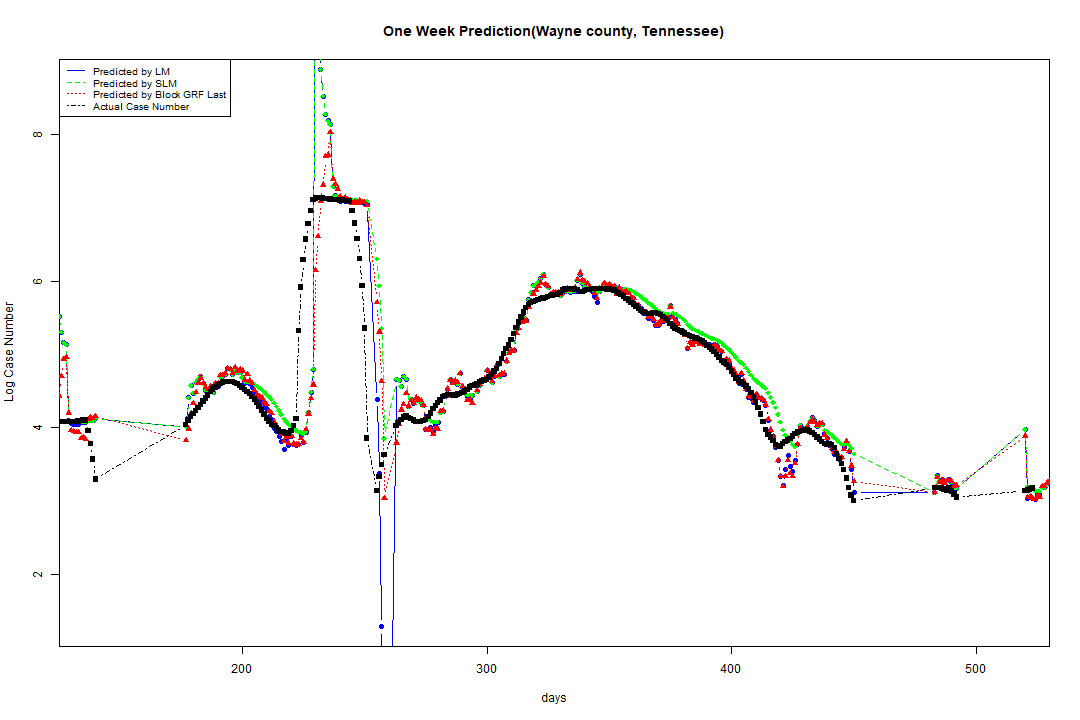 One Week Prediction(Wayne county, Tennessee)
Predicted by LM
Predicted by SLM
Predicted by Block GRF Last
Actual Case Number
8
6
4
2
Log Case Number
200 300 400 500
days